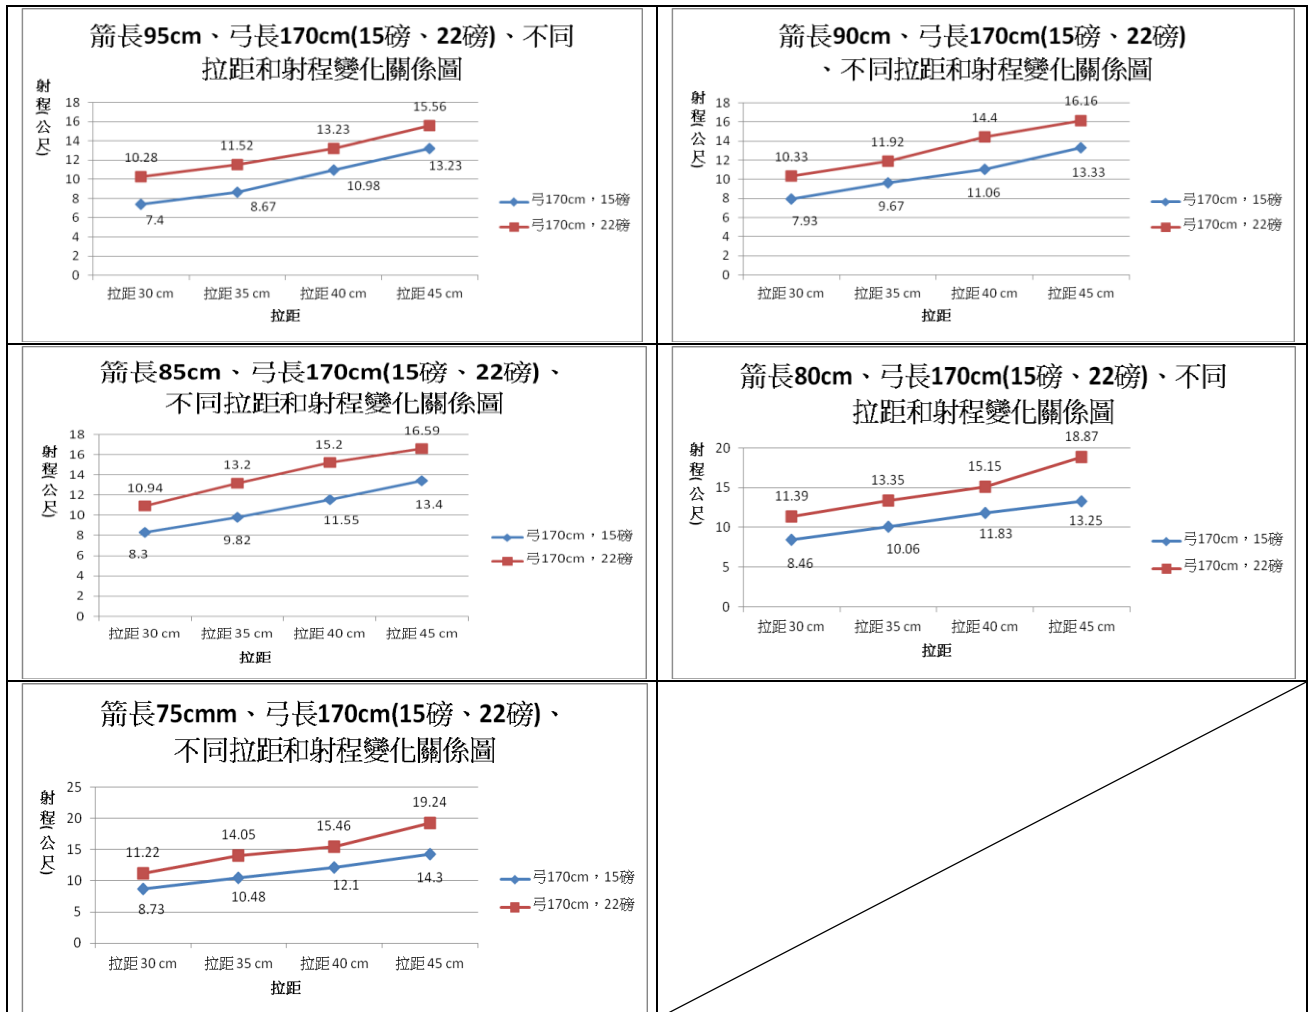 箭長95cm、弓長170cm(15磅、22磅)、不同
拉距和射程變化關係圖
射程(公尺)
18
16
14
12
10
8
6
4
2
0
10.28
11.52
13.23
15.56
7.4
8.67
10.98
13.23
弓170cm，15磅
弓170cm，22磅
拉距 30 cm
拉距 35 cm
拉距 40 cm
拉距 45 cm
拉距
箭長90cm、弓長170cm(15磅、22磅)
、不同拉距和射程變化關係圖
射程(公尺)
18
16
14
12
10
8
6
4
2
0
10.33
11.92
14.4
16.16
7.93
9.67
11.06
13.33
弓170cm，15磅
弓170cm，22磅
拉距 30 cm
拉距 35 cm
拉距 40 cm
拉距 45 cm
拉距
箭長85cm、弓長170cm(15磅、22磅)、
不同拉距和射程變化關係圖
射程(公尺)
18
16
14
12
10
8
6
4
2
0
10.94
13.2
15.2
16.59
8.3
9.82
11.55
13.4
弓170cm，15磅
弓170cm，22磅
拉距 30 cm
拉距 35 cm
拉距 40 cm
拉距 45 cm
拉距
箭長80cm、弓長170cm(15磅、22磅)、不同
拉距和射程變化關係圖
射程(公尺)
20
15
10
5
0
11.39
13.35
15.15
18.87
8.46
10.06
11.83
13.25
弓170cm，15磅
弓170cm，22磅
拉距 30 cm
拉距 35 cm
拉距 40 cm
拉距 45 cm
拉距
箭長75cmm、弓長170cm(15磅、22磅)、
不同拉距和射程變化關係圖
射程(公尺)
25
20
15
10
5
0
11.22
14.05
15.46
19.24
8.73
10.48
12.1
14.3
弓170cm，15磅
弓170cm，22磅
拉距 30 cm
拉距 35 cm
拉距 40 cm
拉距 45 cm
拉距